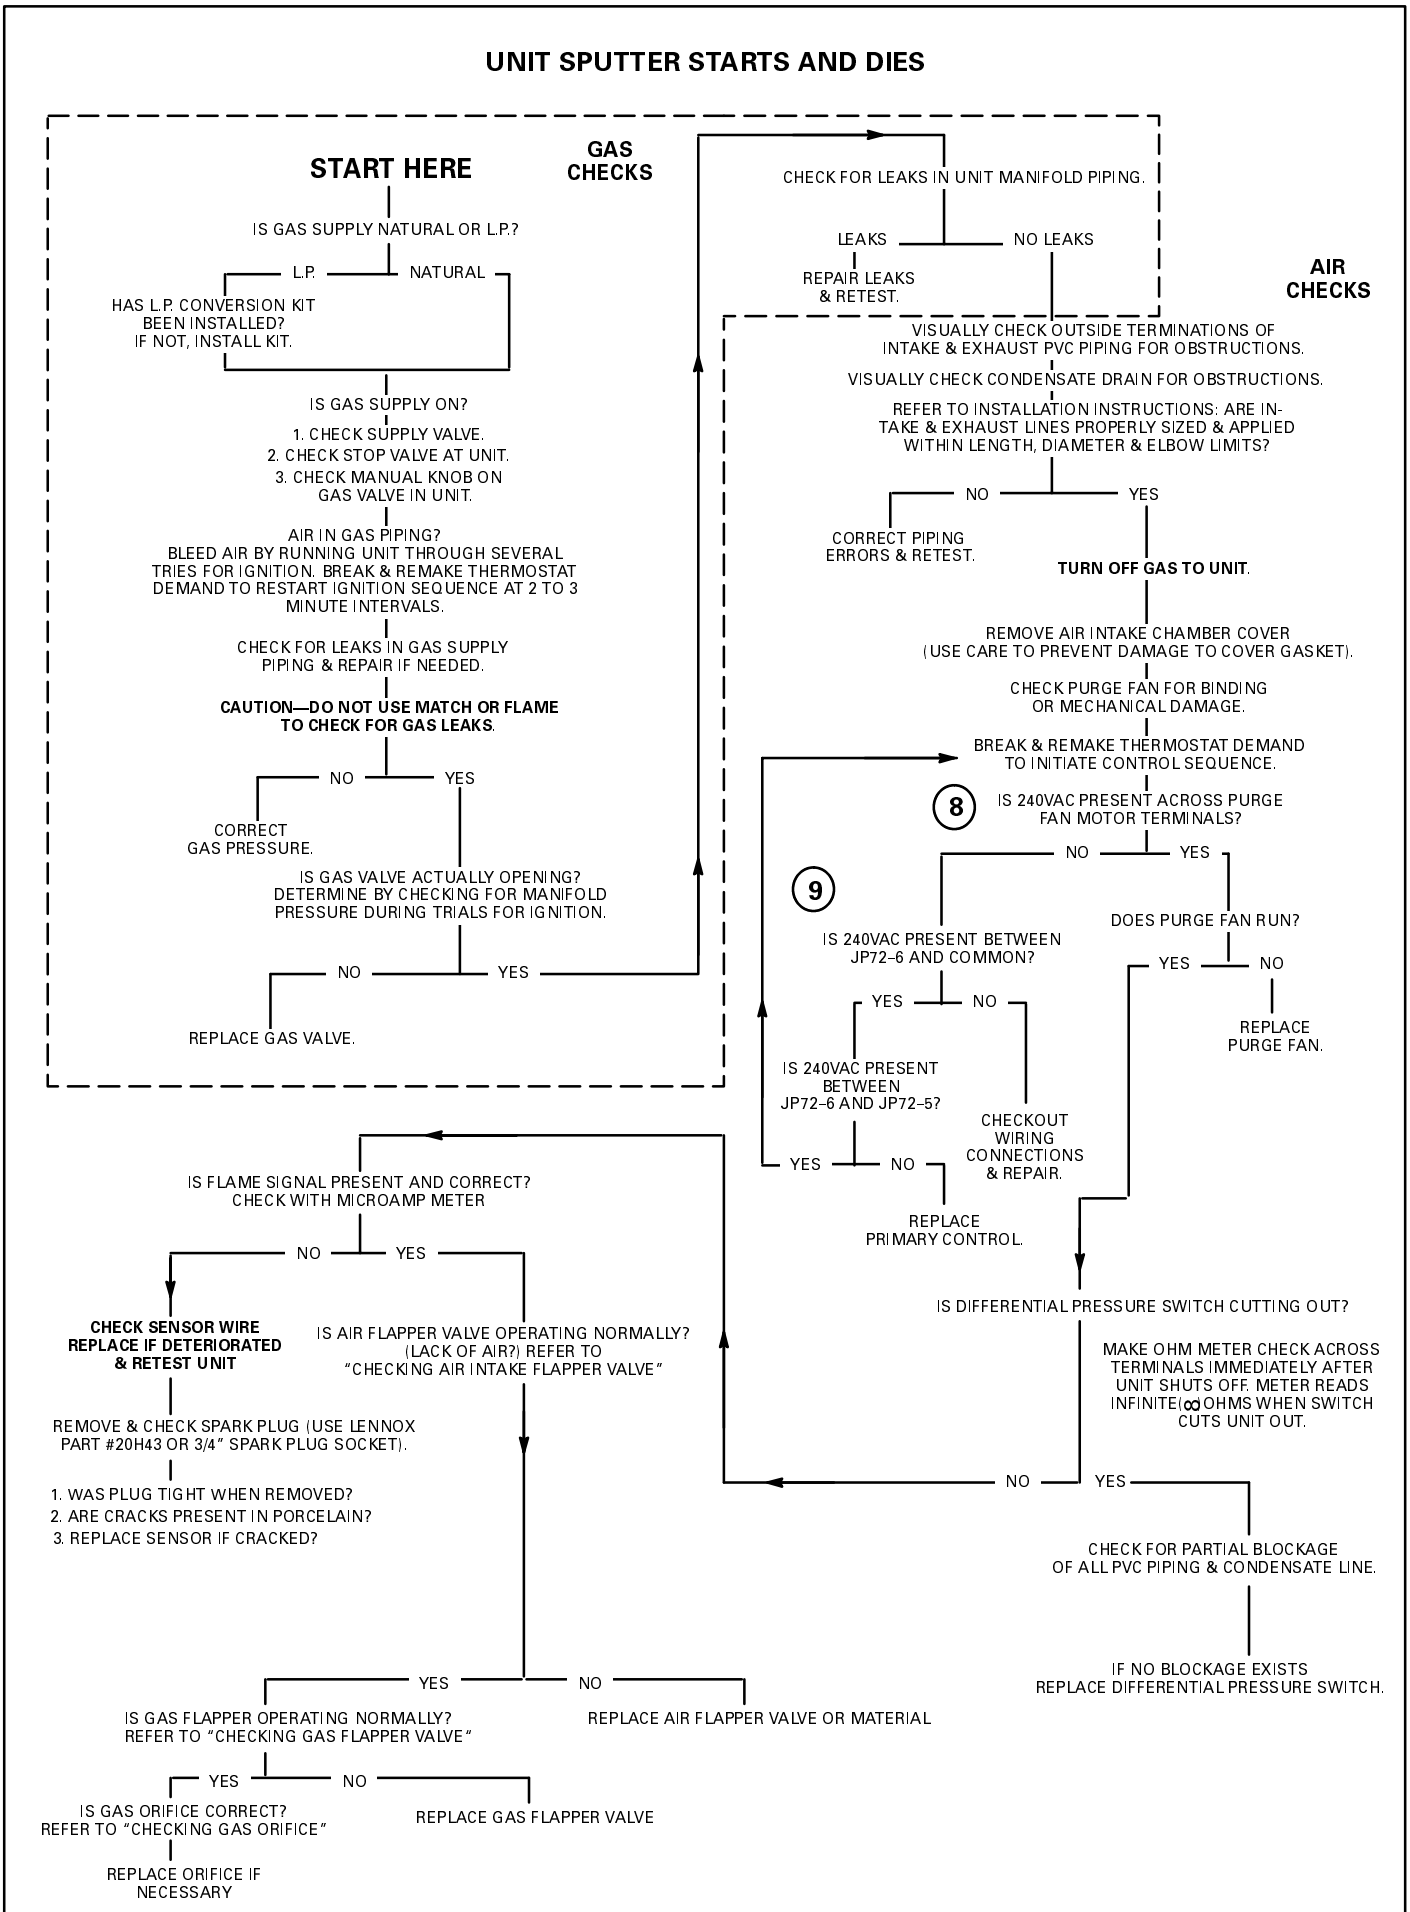 UNIT SPUTTER STARTS AND DIES
GAS
CHECKS
START HERE
IS GAS SUPPLY NATURAL OR L.P.?
L.P.
NATURAL
HAS L.P. CONVERSION KIT
BEEN INSTALLED?
IF NOT, INSTALL KIT.
IS GAS SUPPLY ON?
1. CHECK SUPPLY VALVE.
2. CHECK STOP VALVE AT UNIT.
3. CHECK MANUAL KNOB ON
GAS VALVE IN UNIT.
AIR IN GAS PIPING?
BLEED AIR BY RUNNING UNIT THROUGH SEVERAL
TRIES FOR IGNITION. BREAK & REMAKE THERMOSTAT
DEMAND TO RESTART IGNITION SEQUENCE AT 2 TO 3
MINUTE INTERVALS.
CHECK FOR LEAKS IN GAS SUPPLY
PIPING & REPAIR IF NEEDED.
CAUTION—DO NOT USE MATCH OR FLAME
TO CHECK FOR GAS LEAKS.
NO
YES
CORRECT
GAS PRESSURE.
IS GAS VALVE ACTUALLY OPENING?
DETERMINE BY CHECKING FOR MANIFOLD
PRESSURE DURING TRIALS FOR IGNITION.
NO
YES
REPLACE GAS VALVE.
CHECK FOR LEAKS IN UNIT MANIFOLD PIPING.
LEAKS
NO LEAKS
REPAIR LEAKS
& RETEST.
AIR
CHECKS
VISUALLY CHECK OUTSIDE TERMINATIONS OF
INTAKE & EXHAUST PVC PIPING FOR OBSTRUCTIONS.
VISUALLY CHECK CONDENSATE DRAIN FOR OBSTRUCTIONS.
REFER TO INSTALLATION INSTRUCTIONS: ARE IN-
TAKE & EXHAUST LINES PROPERLY SIZED & APPLIED
WITHIN LENGTH, DIAMETER & ELBOW LIMITS?
NO
YES
CORRECT PIPING
ERRORS & RETEST.
TURN OFF GAS TO UNIT.
REMOVE AIR INTAKE CHAMBER COVER
(USE CARE TO PREVENT DAMAGE TO COVER GASKET).
CHECK PURGE FAN FOR BINDING
OR MECHANICAL DAMAGE.
BREAK & REMAKE THERMOSTAT DEMAND
TO INITIATE CONTROL SEQUENCE.
8
IS 240VAC PRESENT ACROSS PURGE
FAN MOTOR TERMINALS?
NO
YES
9
IS 240VAC PRESENT BETWEEN
JP72–6 AND COMMON?
DOES PURGE FAN RUN?
YES
NO
YES
NO
REPLACE
PURGE FAN.
IS 240VAC PRESENT
BETWEEN
JP72–6 AND JP72–5?
CHECKOUT
WIRING
CONNECTIONS
& REPAIR.
YES
NO
REPLACE
PRIMARY CONTROL.
IS DIFFERENTIAL PRESSURE SWITCH CUTTING OUT?
MAKE OHM METER CHECK ACROSS
TERMINALS IMMEDIATELY AFTER
UNIT SHUTS OFF. METER READS
INFINITE(∞)OHMS WHEN SWITCH
CUTS UNIT OUT.
NO
YES
CHECK FOR PARTIAL BLOCKAGE
OF ALL PVC PIPING & CONDENSATE LINE.
IF NO BLOCKAGE EXISTS
REPLACE DIFFERENTIAL PRESSURE SWITCH.
IS FLAME SIGNAL PRESENT AND CORRECT?
CHECK WITH MICROAMP METER
NO
YES
CHECK SENSOR WIRE
REPLACE IF DETERIORATED
& RETEST UNIT
IS AIR FLAPPER VALVE OPERATING NORMALLY?
(LACK OF AIR?) REFER TO
“CHECKING AIR INTAKE FLAPPER VALVE”
REMOVE & CHECK SPARK PLUG (USE LENNOX
PART #20H43 OR 3/4” SPARK PLUG SOCKET).
1. WAS PLUG TIGHT WHEN REMOVED?
2. ARE CRACKS PRESENT IN PORCELAIN?
3. REPLACE SENSOR IF CRACKED?
YES
NO
IS GAS FLAPPER OPERATING NORMALLY?
REFER TO “CHECKING GAS FLAPPER VALVE“
REPLACE AIR FLAPPER VALVE OR MATERIAL
YES
NO
IS GAS ORIFICE CORRECT?
REFER TO “CHECKING GAS ORIFICE”
REPLACE GAS FLAPPER VALVE
REPLACE ORIFICE IF
NECESSARY